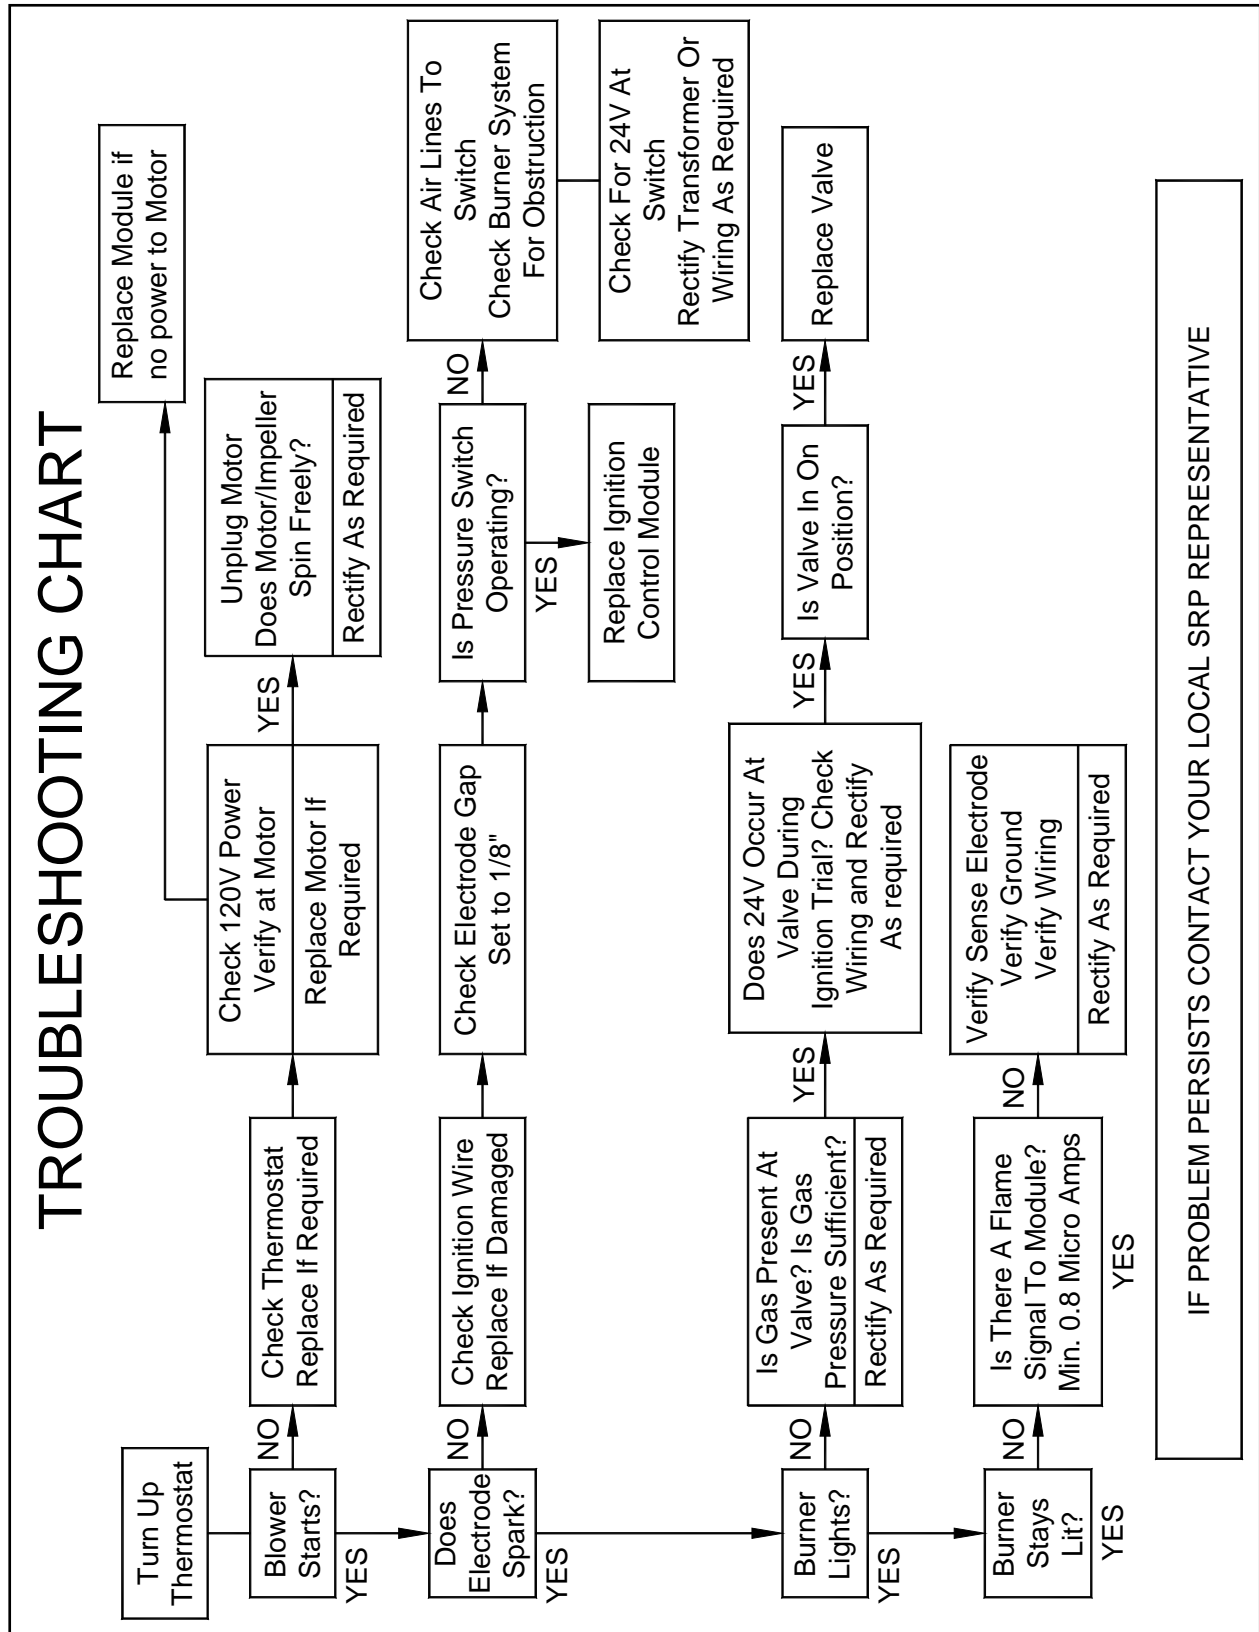 TROUBLESHOOTING CHART
Turn Up
Thermostat
Blower
Starts?
NO
Check Thermostat
Replace If Required
Check 120V Power
Verify at Motor
Replace Motor If
Required
YES
Unplug Motor
Does Motor/Impeller
Spin Freely?
Rectify As Required
Replace Module if
no power to Motor
YES
Does
Electrode
Spark?
NO
Check Ignition Wire
Replace If Damaged
Check Electrode Gap
Set to 1/8"
Is Pressure Switch
Operating?
NO
Check Air Lines To
Switch
Check Burner System
For Obstruction
Check For 24V At
Switch
Rectify Transformer Or
Wiring As Required
YES
Replace Ignition
Control Module
YES
Burner
Lights?
NO
Is Gas Present At
Valve? Is Gas
Pressure Sufficient?
Rectify As Required
YES
Does 24V Occur At
Valve During
Ignition Trial? Check
Wiring and Rectify
As required
YES
Is Valve In On
Position?
YES
Replace Valve
YES
Burner
Stays
Lit?
NO
Is There A Flame
Signal To Module?
Min. 0.8 Micro Amps
NO
Verify Sense Electrode
Verify Ground
Verify Wiring
Rectify As Required
YES
YES
IF PROBLEM PERSISTS CONTACT YOUR LOCAL SRP REPRESENTATIVE